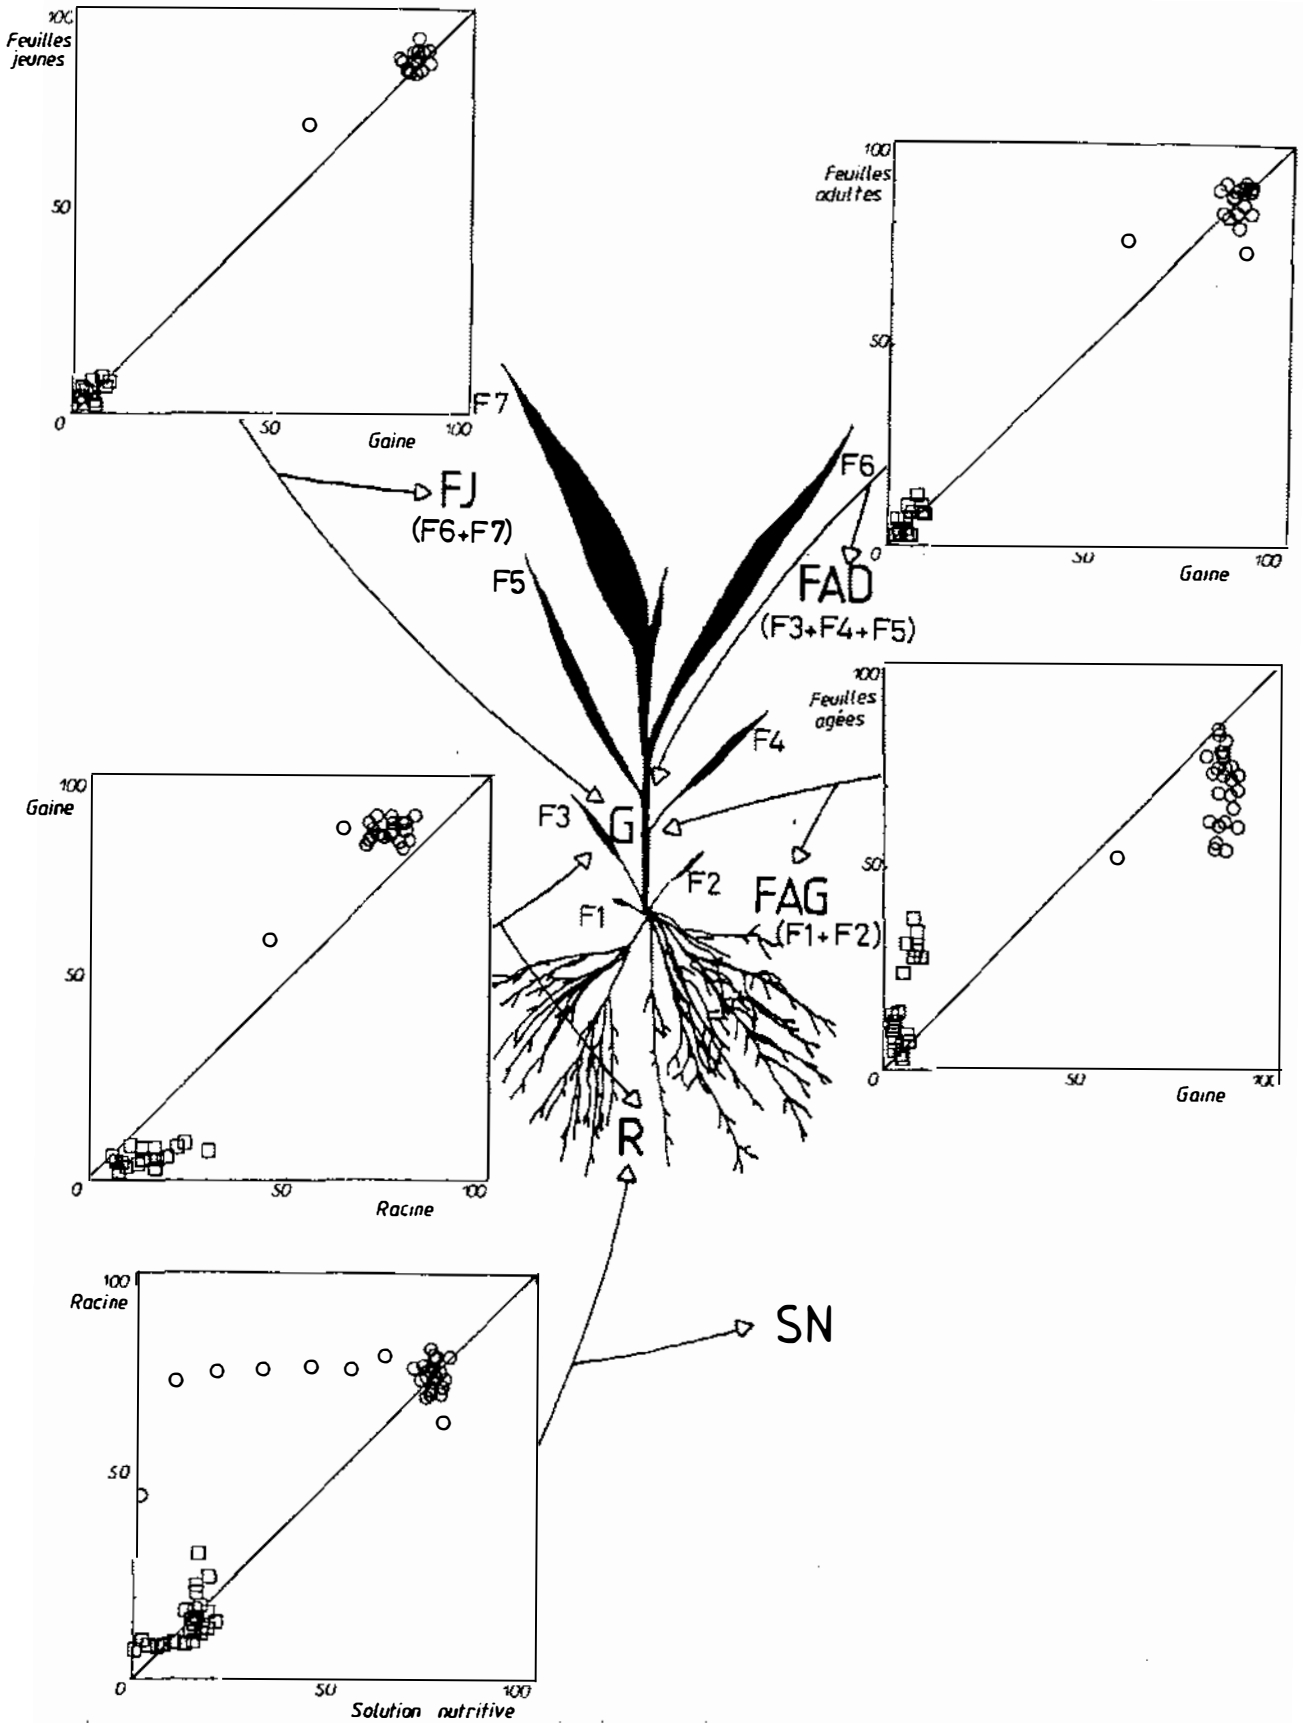 100
Feuilles
jeunes
50
0
50
100
Gaine
F7
FJ
(F6+F7)
100
Feuilles
adultes
50
0
50
100
Gaine
F6
FAD
(F3+F4+F5)
F5
F4
F3
G
F2
F1
100
Feuilles
agées
50
0
50
100
Gaine
FAG
(F1+F2)
100
Gaine
50
0
50
100
Racine
R
100
Racine
50
0
50
100
Solution nutritive
SN